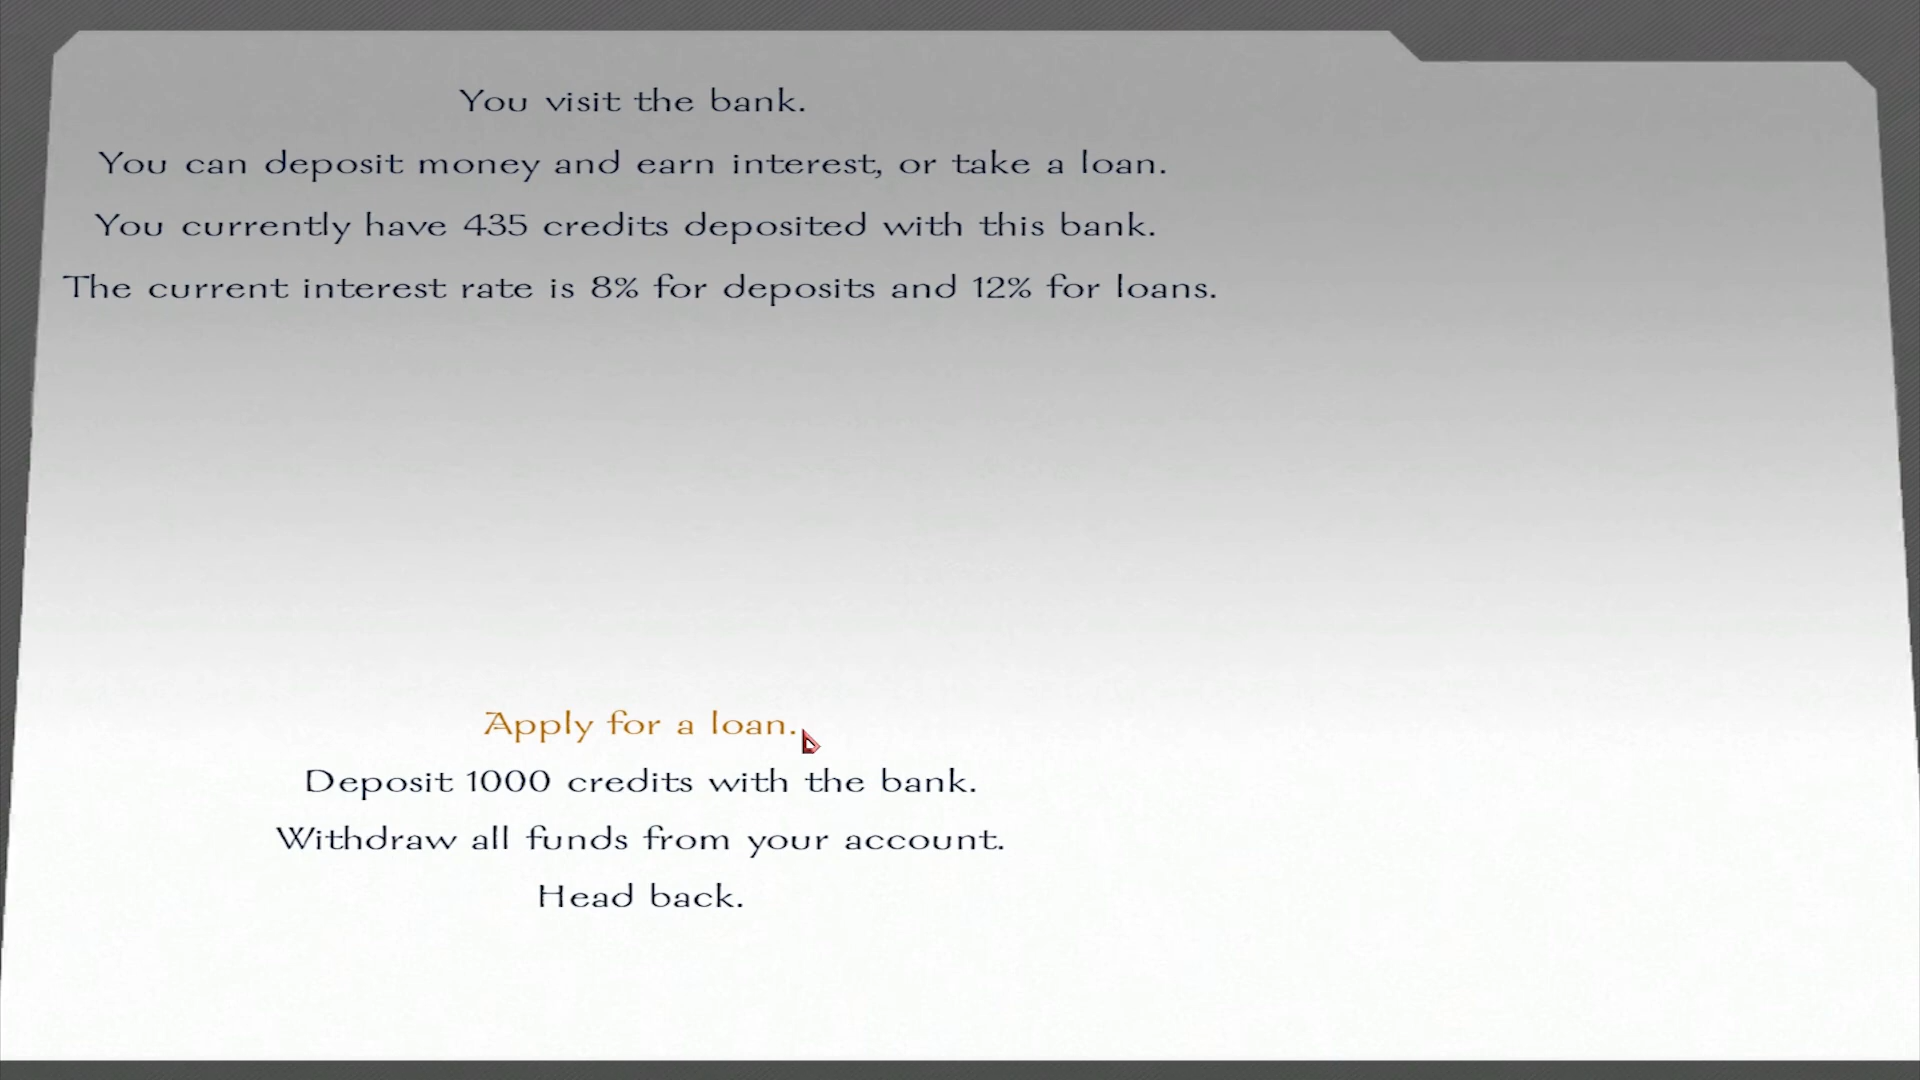 You visit the bank.
You can deposit money and earn interest, or take a loan.
You currently have 435 credits deposited with this bank.
The current interest rate is 8% for deposits and 12% for loans.
Apply for a loan.
Deposit 1000 credits with the bank.
Withdraw all funds from your account.
Head back.